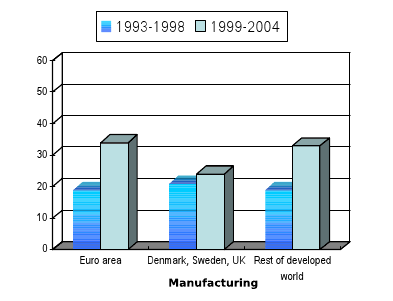 1993-1998 1999-2004
60
50
40
30
20
10
0
Euro area Denmark, Sweden, UK Rest of developed
world
Manufacturing